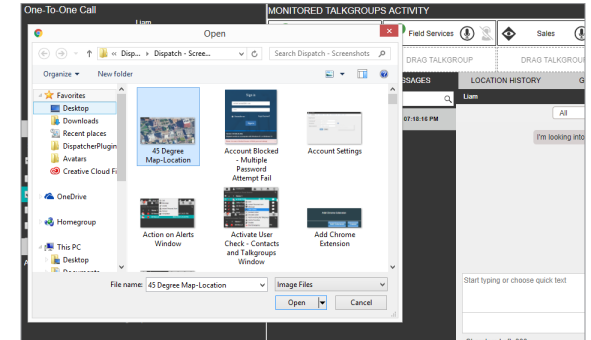 One-To-One Call
Liam
MONITORED TALKGROUPS ACTIVITY
Open
« Disp... ▸ Dispatch - Scree...
Search Dispatch - Screenshots
Organize
New folder
Favorites
Desktop
Downloads
Recent places
DispatcherPlugin
Avatars
Creative Cloud Fi
OneDrive
Homegroup
This PC
Desktop
Documents
45 Degree
Map-Location
Account Blocked
- Multiple
Password
Attempt Fail
Account Settings
Action on Alerts
Window
Activate User
Check - Contacts
and Talkgroups
Window
Add Chrome
Extension
File name:
45 Degree Map-Location
Image Files
Open
Cancel
Field Services
Sales
DRAG TALKGROUP
DRAG TALKGROU
SSAGES
LOCATION HISTORY
G
Liam
07:10:16 PM
All
I'm looking into
Start typing or choose quick text